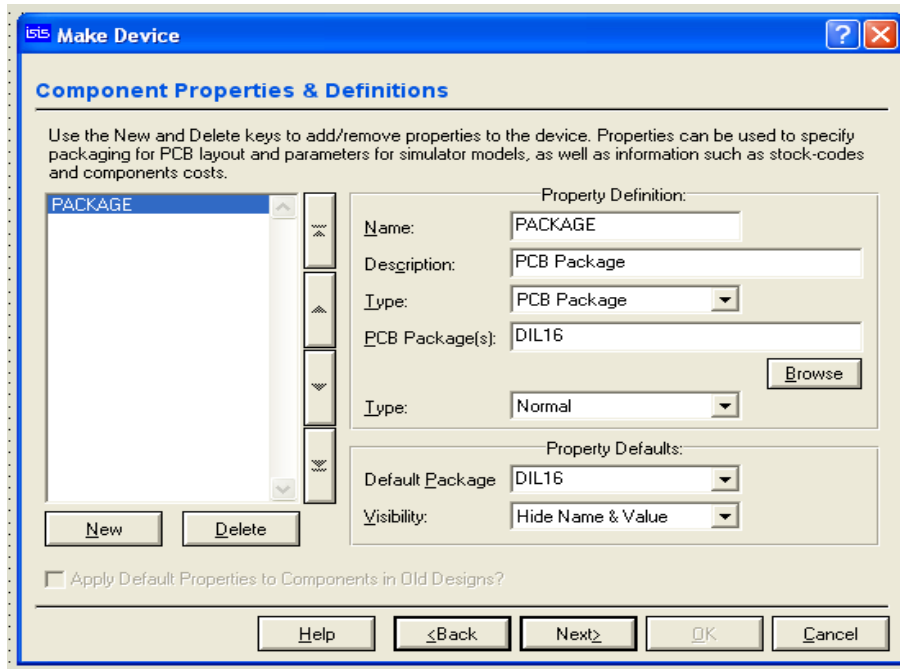 isis Make Device
Component Properties & Definitions
Use the New and Delete keys to add/remove properties to the device. Properties can be used to specify
packaging for PCB layout and parameters for simulator models, as well as information such as stock-codes
and components costs.
PACKAGE
Property Definition:
Name: PACKAGE
Description: PCB Package
Type: PCB Package
PCB Package(s): DIL16
Browse
Type: Normal
Property Defaults:
Default Package DIL16
Visibility: Hide Name & Value
New Delete
Apply Default Properties to Components in Old Designs?
Help <Back Next> OK Cancel